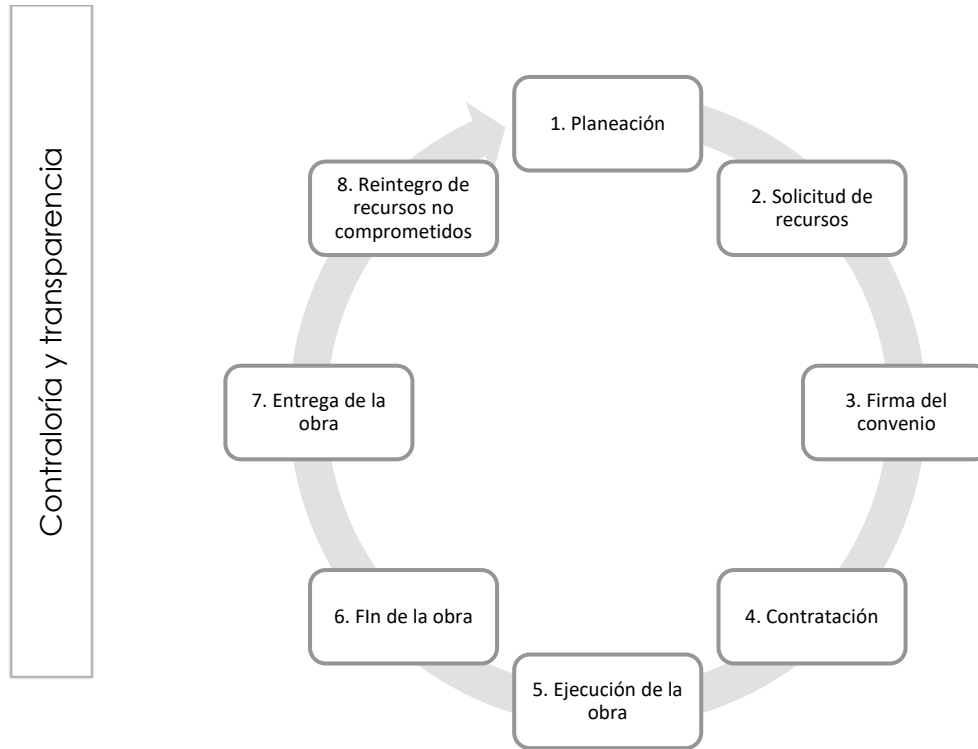 Contraloría y transparencia
1. Planeación
2. Solicitud de
recursos
3. Firma del
convenio
4. Contratación
5. Ejecución de la
obra
6. FIn de la obra
7. Entrega de la
obra
8. Reintegro de
recursos no
comprometidos